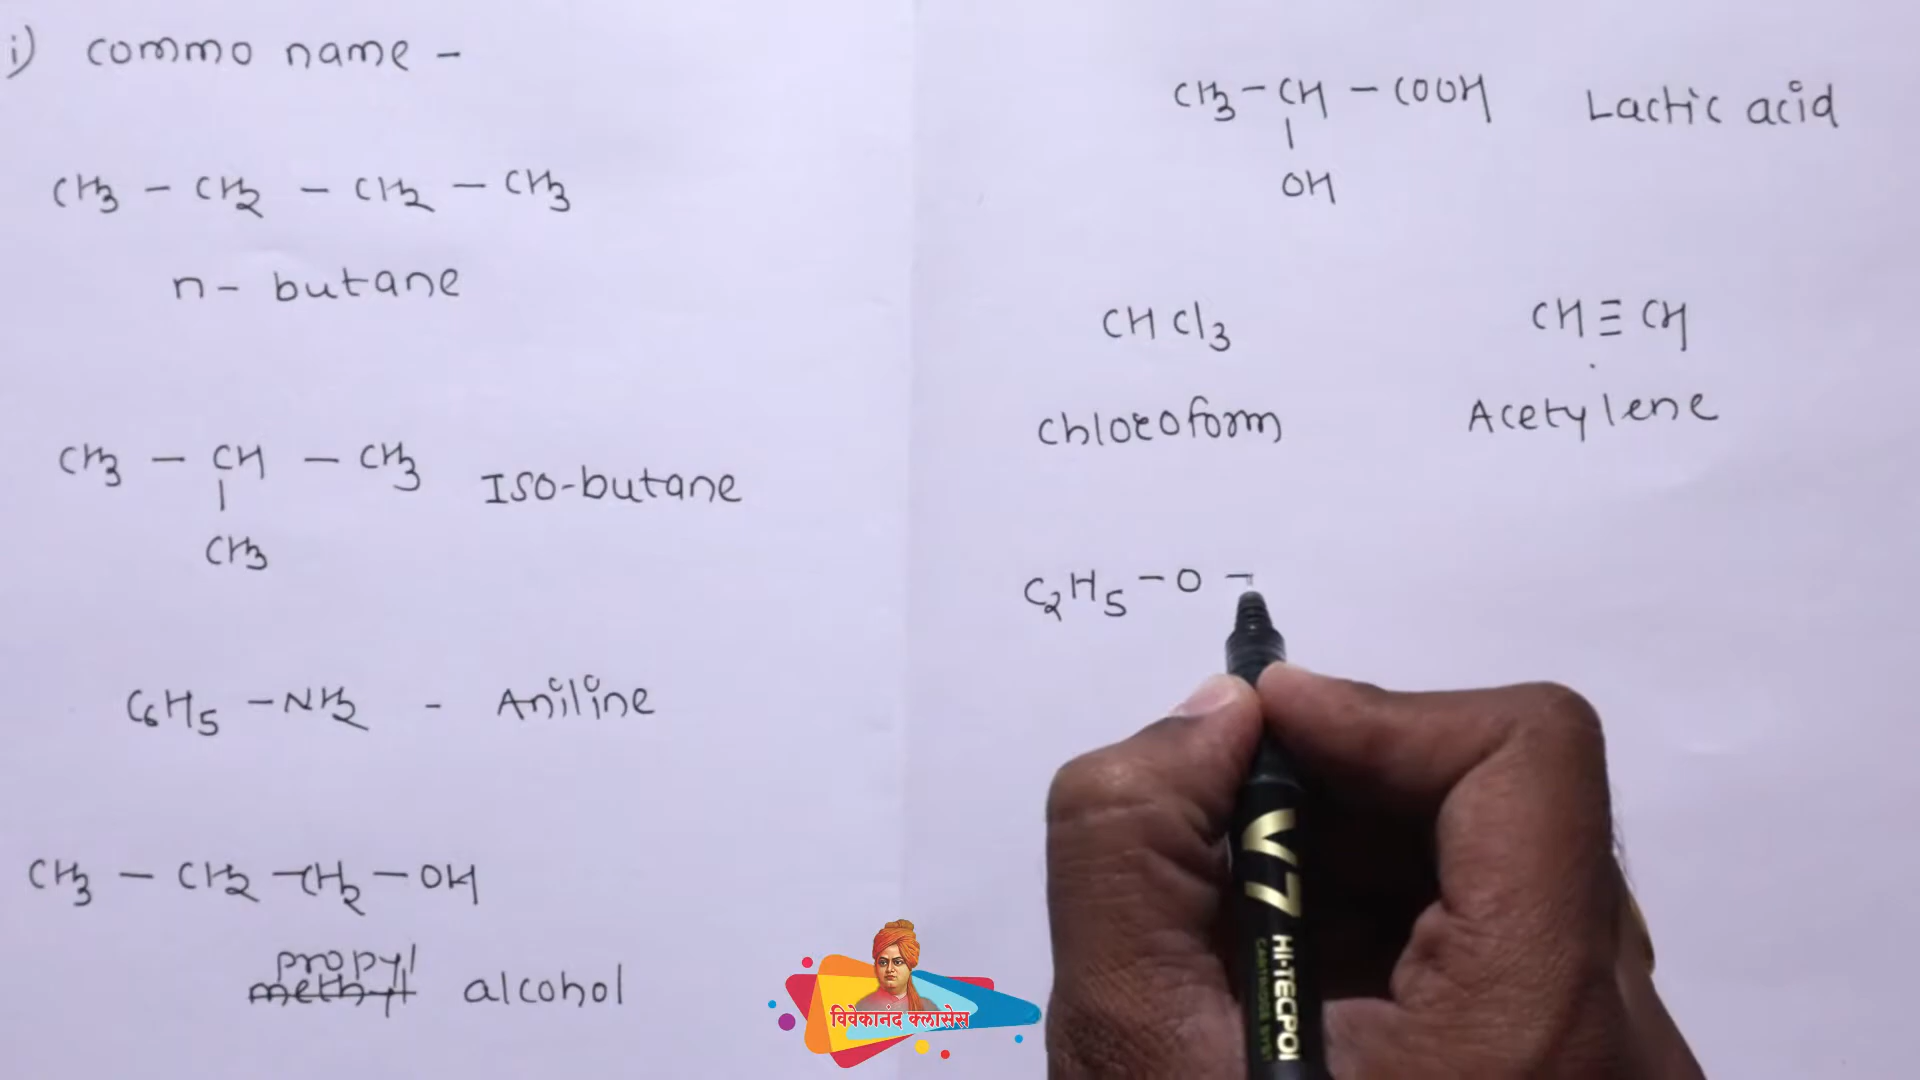 i) commo name -
CH3 - CH2 - CH2 - CH3
n- butane
CH3 - CH - CH3 Iso-butane
|
CH3
C6H5 - NH2 - Aniline
CH3 - CH2 - CH2 - OH
propyl
methyl alcohol
CH3 - CH - COOH Lactic acid
|
OH
CHCl3 CH ≡ CH
Chloroform Acetylene
C2H5 - O -
V7 HI-TECPOI
CARTRIDGE SYST
विवेकानंद क्लासेस